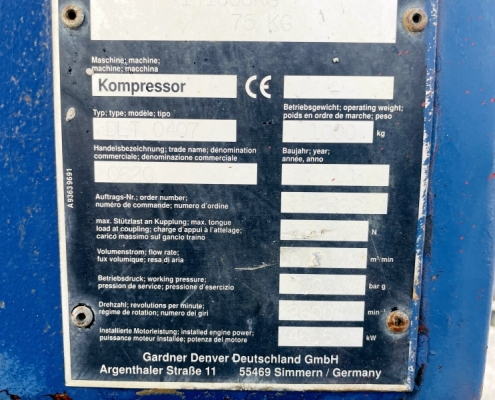 75 KG
Maschine; machine;
machine; macchina
Kompressor CE
Typ; type; modèle; tipo
Betriebsgewicht; operating weight;
poids en ordre de marche; peso
kg
Handelsbezeichnung; trade name; dénomination
commerciale; denominazione commerciale
Baujahr; year;
année, anno
Auftrags-Nr.; order number;
numéro de commande; numero d'ordine
max. Stützlast an Kupplung; max. tongue
load at coupling; charge d'appui à l'attelage;
carico massimo sul gancio traino
N
Volumenstrom; flow rate;
fux volumique; resa di aria
m³/min
Betriebsdruck; working pressure;
pression de service; pressione d'esercizio
bar g
Drehzahl; revolutions per minute;
régime de rotation; numero dei giri
min⁻¹
Installierte Motorleistung; installed engine power;
puissance moteur installée; potenza del motore
kW
Gardner Denver Deutschland GmbH
Argenthaler Straße 11 55469 Simmern / Germany
A93639691